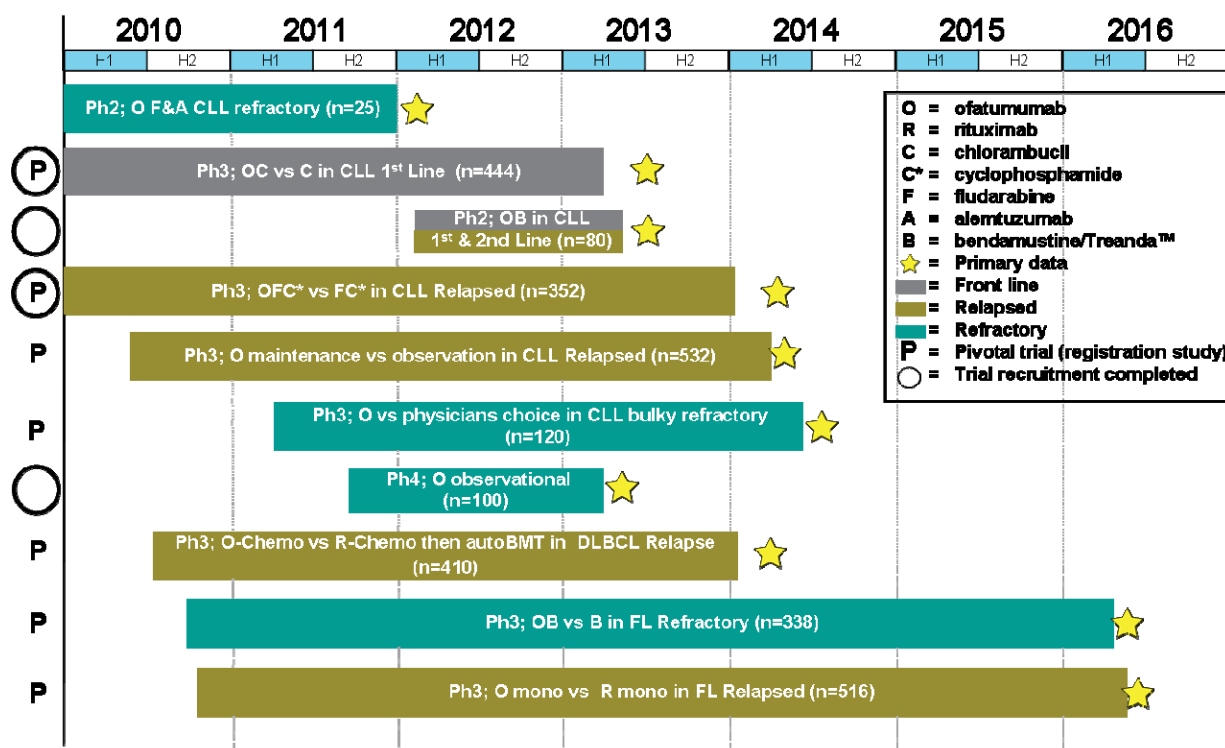 2010 2011 2012 2013 2014 2015 2016
H1 H2 H1 H2 H1 H2 H1 H2 H1 H2 H1 H2 H1 H2
Ph2; O F&A CLL refractory (n=25)
P Ph3; OC vs C in CLL 1st Line (n=444)
Ph2; OB in CLL
1st & 2nd Line (n=80)
P Ph3; OFC* vs FC* in CLL Relapsed (n=352)
P Ph3; O maintenance vs observation in CLL Relapsed (n=532)
P Ph3; O vs physicians choice in CLL bulky refractory
(n=120)
Ph4; O observational
(n=100)
P Ph3; O-Chemo vs R-Chemo then autoBMT in DLBCL Relapse
(n=410)
P Ph3; OB vs B in FL Refractory (n=338)
P Ph3; O mono vs R mono in FL Relapsed (n=516)
O = ofatumumab
R = rituximab
C = chlorambucil
C* = cyclophosphamide
F = fludarabine
A = alemtuzumab
B = bendamustine/Treanda™
= Primary data
= Front line
= Relapsed
= Refractory
P = Pivotal trial (registration study)
= Trial recruitment completed